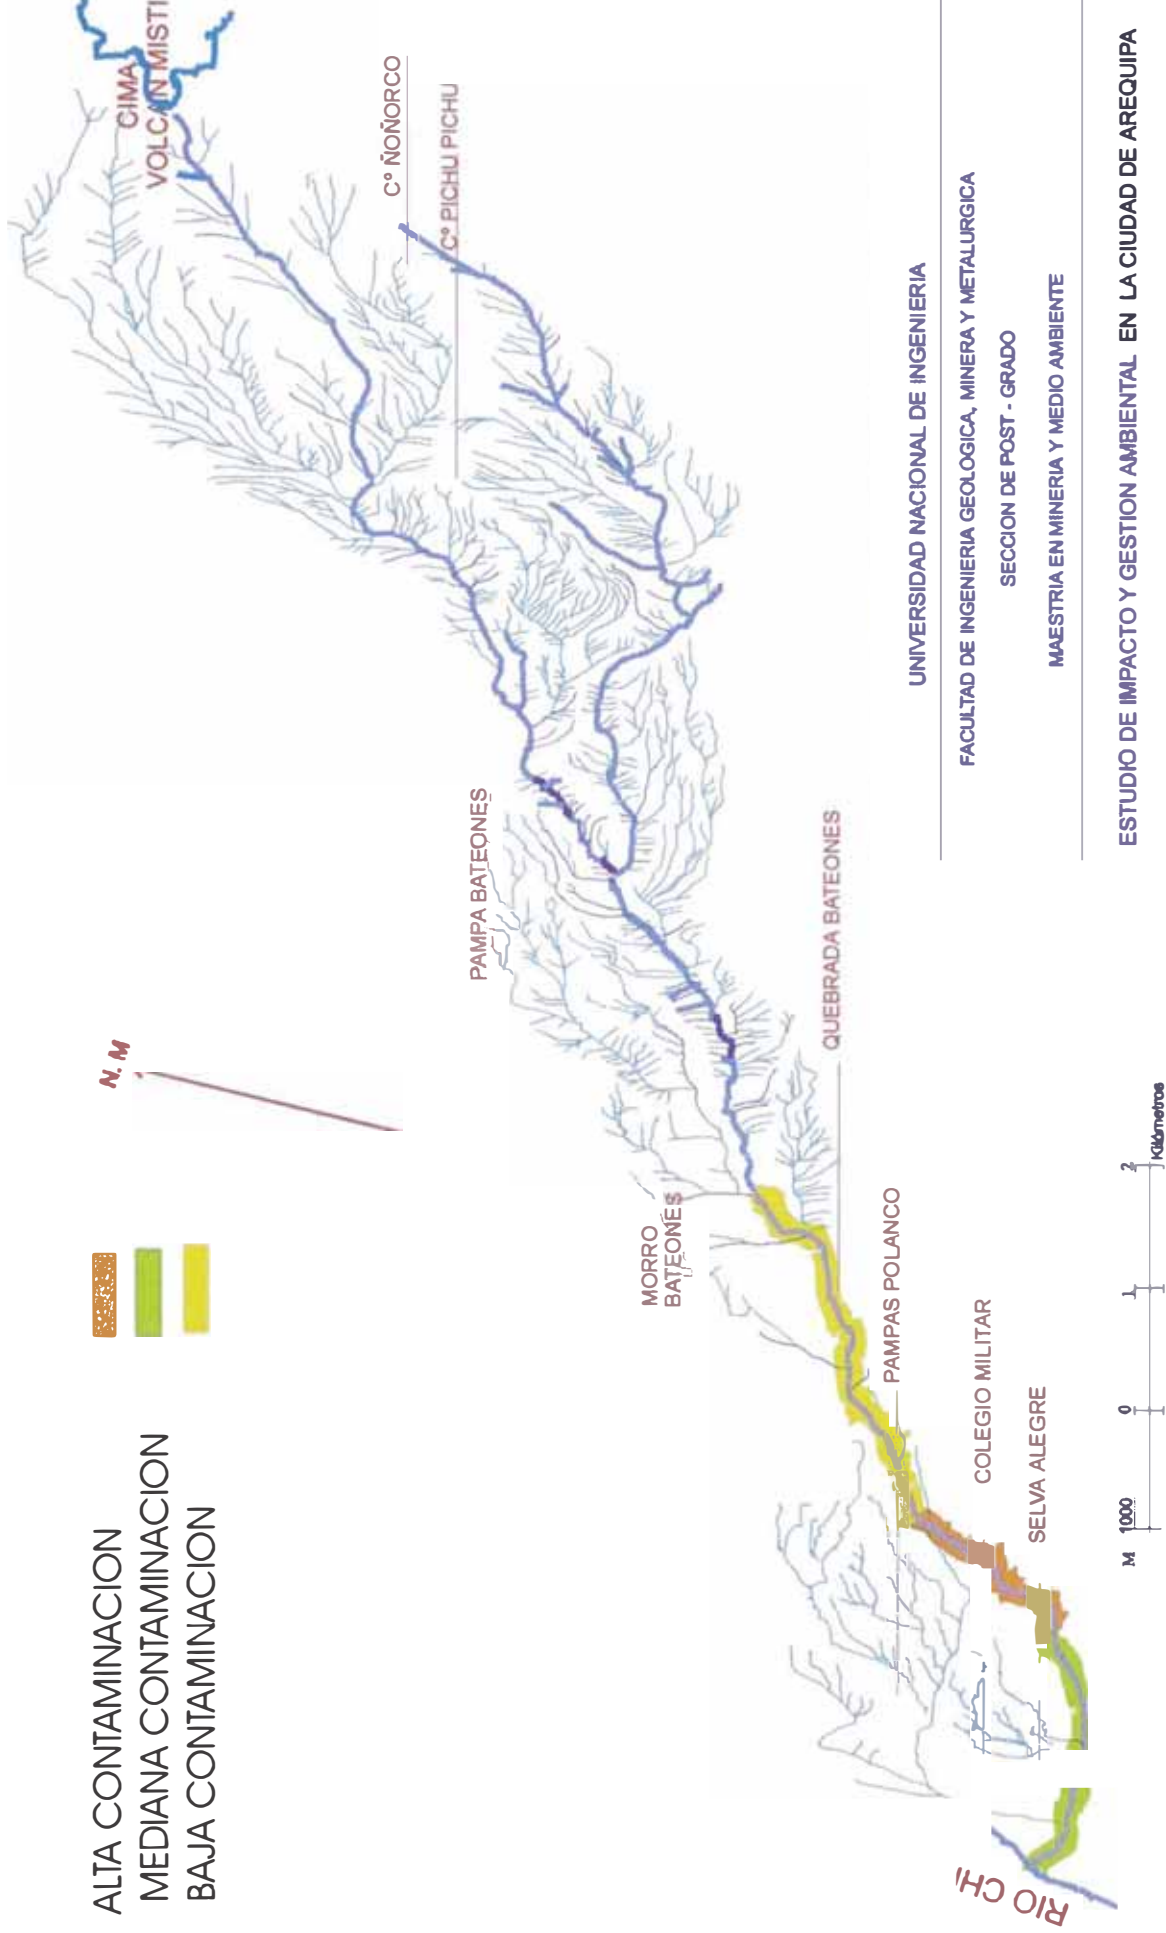 ALTA CONTAMINACION
MEDIANA CONTAMINACION
BAJA CONTAMINACION
N.M
CIMA
VOLCAN MISTI
Cº ÑOÑORCO
Cº PICHU PICHU
PAMPA BATEONES
QUEBRADA BATEONES
MORRO
BATEONES
PAMPAS POLANCO
COLEGIO MILITAR
SELVA ALEGRE
RIO CHI
M 1000 0 1 2
Kilómetros
UNIVERSIDAD NACIONAL DE INGENIERIA
FACULTAD DE INGENIERIA GEOLOGICA, MINERA Y METALURGICA
SECCION DE POST - GRADO
MAESTRIA EN MINERIA Y MEDIO AMBIENTE
ESTUDIO DE IMPACTO Y GESTION AMBIENTAL EN LA CIUDAD DE AREQUIPA